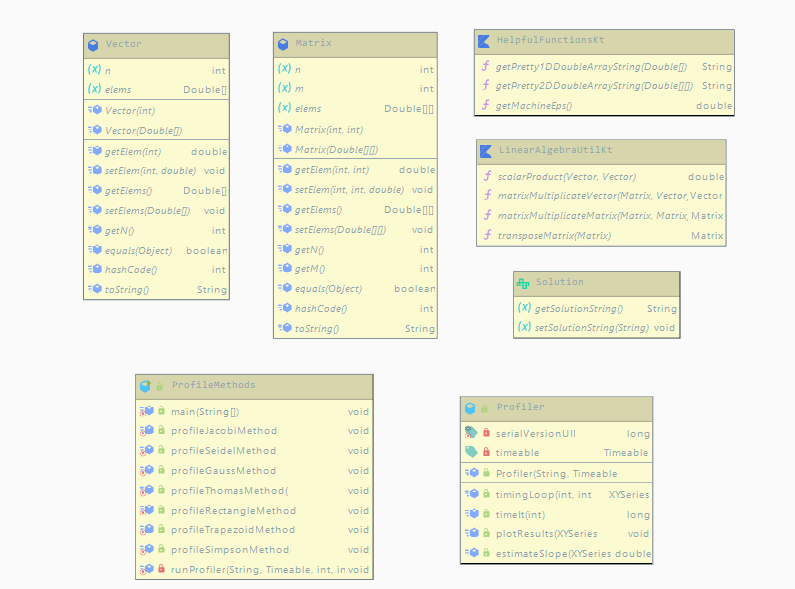 Vector
(x) n int
(x) elems Double[]
Vector(int)
Vector(Double[])
getElem(int) double
setElem(int, double) void
getElems() Double[]
setElems(Double[]) void
getN() int
equals(Object) boolean
hashCode() int
toString() String
Matrix
(x) n int
(x) m int
(x) elems Double[][]
Matrix(int, int)
Matrix(Double[][])
getElem(int, int) double
setElem(int, int, double) void
getElems() Double[][]
setElems(Double[][]) void
getN() int
getM() int
equals(Object) boolean
hashCode() int
toString() String
HelpfulFunctionsKt
f getPretty1DDoubleArrayString(Double[]) String
f getPretty2DDoubleArrayString(Double[][]) String
f getMachineEps() double
LinearAlgebraUtilKt
f scalarProduct(Vector, Vector) double
f matrixMultiplicateVector(Matrix, Vector, Vector
f matrixMultiplicateMatrix(Matrix, Matrix, Matrix
f transposeMatrix(Matrix) Matrix
Solution
(x) getSolutionString() String
(x) setSolutionString(String) void
ProfileMethods
main(String[]) void
profileJacobiMethod void
profileSeidelMethod void
profileGaussMethod void
profileThomasMethod( void
profileRectangleMethod void
profileTrapezoidMethod void
profileSimpsonMethod void
runProfiler(String, Timeable, int, in void
Profiler
serialVersionUII long
timeable Timeable
Profiler(String, Timeable
timingLoop(int, int XYSeries
timeIt(int) long
plotResults(XYSeries void
estimateSlope(XYSeries double